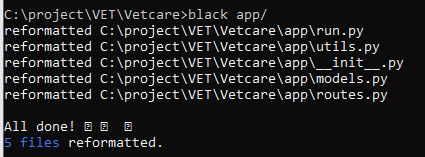 C:\project\VET\Vetcare>black app/
reformatted C:\project\VET\Vetcare\app\run.py
reformatted C:\project\VET\Vetcare\app\utils.py
reformatted C:\project\VET\Vetcare\app\__init__.py
reformatted C:\project\VET\Vetcare\app\models.py
reformatted C:\project\VET\Vetcare\app\routes.py
All done! ⍰ ⍰ ⍰
5 files reformatted.